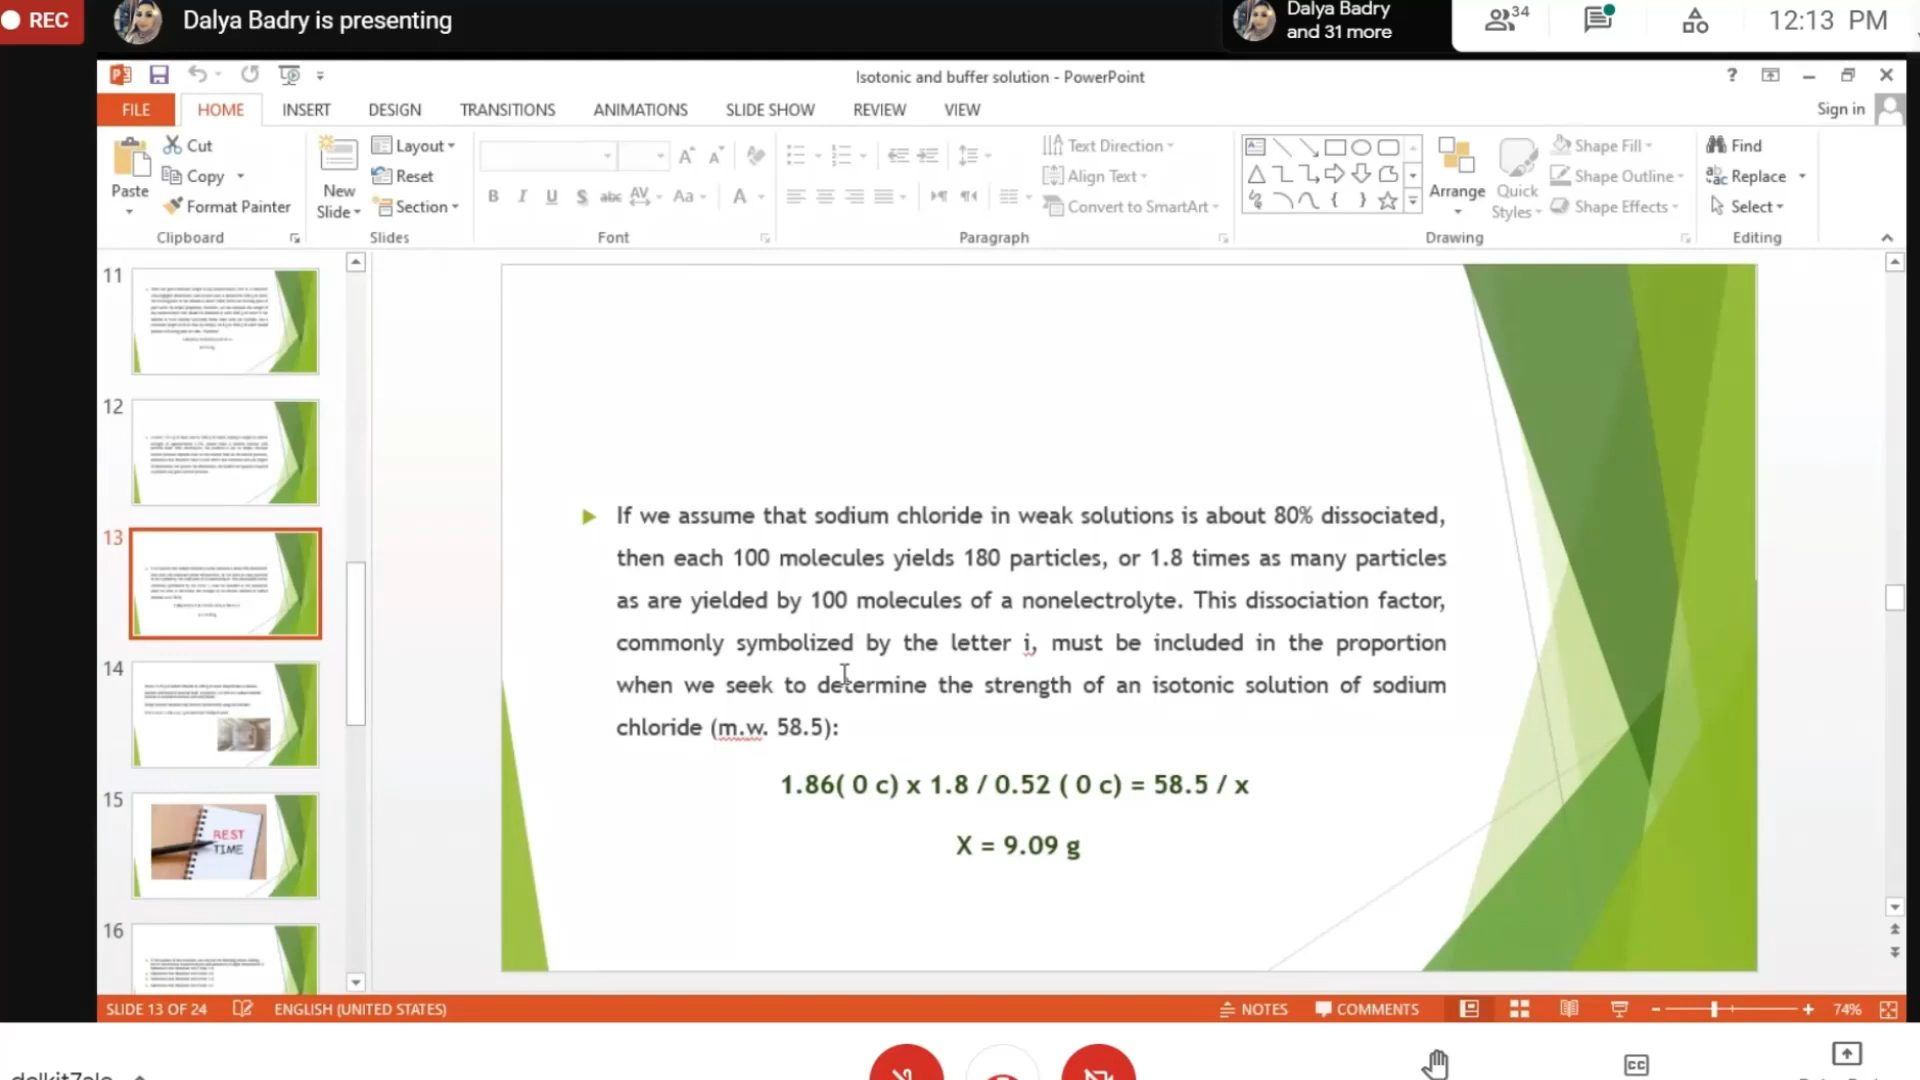 REC
Dalya Badry is presenting
Dalya Badry
and 31 more
34
12:13 PM
Isotonic and buffer solution - PowerPoint
?
FILE
HOME
INSERT
DESIGN
TRANSITIONS
ANIMATIONS
SLIDE SHOW
REVIEW
VIEW
Sign in
Paste
Cut
Copy
Format Painter
Clipboard
New
Slide
Layout
Reset
Section
Slides
B I U S abc AV Aa A
Font
Text Direction
Align Text
Convert to SmartArt
Paragraph
Arrange
Quick
Styles
Shape Fill
Shape Outline
Shape Effects
Drawing
Find
Replace
Select
Editing
11
12
13
14
15
REST
TIME
16
If we assume that sodium chloride in weak solutions is about 80% dissociated,
then each 100 molecules yields 180 particles, or 1.8 times as many particles
as are yielded by 100 molecules of a nonelectrolyte. This dissociation factor,
commonly symbolized by the letter i, must be included in the proportion
when we seek to determine the strength of an isotonic solution of sodium
chloride (m.w. 58.5):
1.86( 0 c) x 1.8 / 0.52 ( 0 c) = 58.5 / x
X = 9.09 g
SLIDE 13 OF 24
ENGLISH (UNITED STATES)
NOTES
COMMENTS
74%
CC